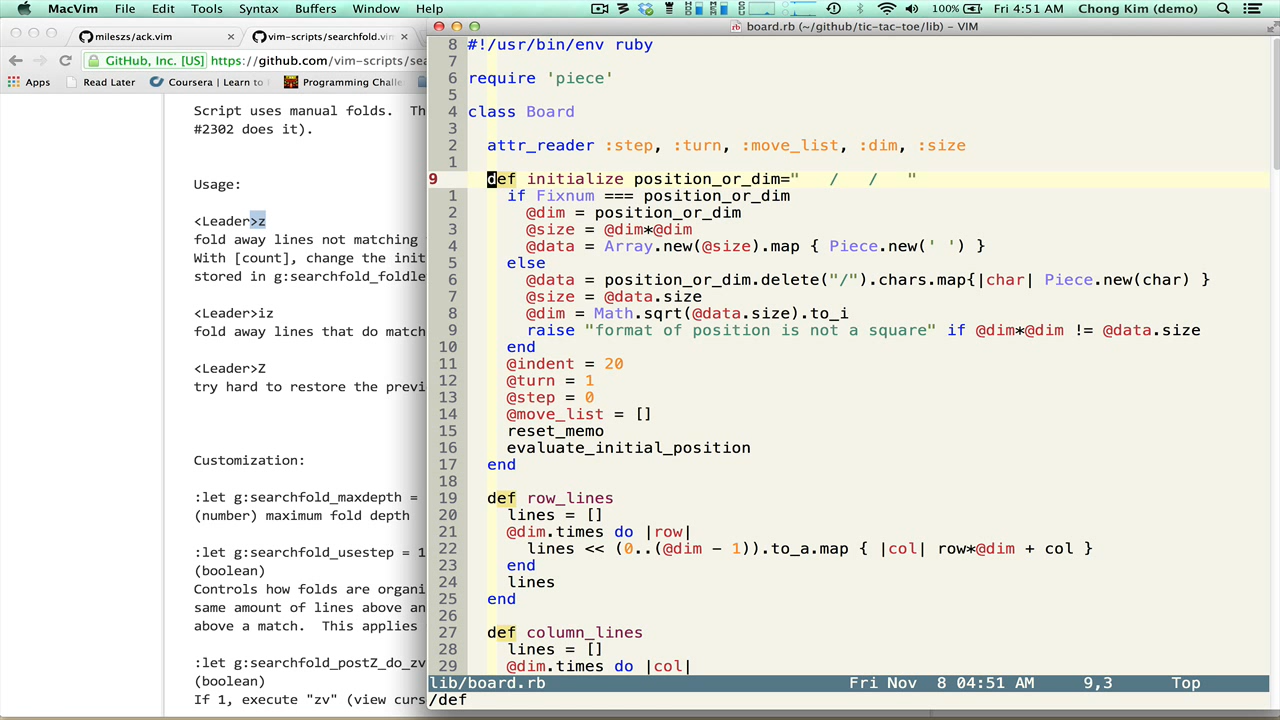 MacVim File Edit Tools Syntax Buffers Window Help 100% Fri 4:51 AM Chong Kim (demo)
mileszs/ack.vim × vim-scripts/searchfold.vim ×
GitHub, Inc. [US] https://github.com/vim-scripts/sea
Apps Read Later Coursera | Learn to Programming Challe
Script uses manual folds. Th
#2302 does it).
Usage:
<Leader>z
fold away lines not matching
With [count], change the init
stored in g:searchfold_foldle
<Leader>iz
fold away lines that do match
<Leader>Z
try hard to restore the previ
Customization:
:let g:searchfold_maxdepth =
(number) maximum fold depth
:let g:searchfold_usestep = 1
(boolean)
Controls how folds are organi
same amount of lines above an
above a match. This applies
:let g:searchfold_postZ_do_zv
(boolean)
If 1, execute "zv" (view curs
board.rb (~/github/tic-tac-toe/lib) – VIM
8 #!/usr/bin/env ruby
7
6 require 'piece'
5
4 class Board
3
2   attr_reader :step, :turn, :move_list, :dim, :size
1
9   def initialize position_or_dim="   /   /   "
1     if Fixnum === position_or_dim
2       @dim = position_or_dim
3       @size = @dim*@dim
4       @data = Array.new(@size).map { Piece.new(' ') }
5     else
6       @data = position_or_dim.delete("/").chars.map{|char| Piece.new(char) }
7       @size = @data.size
8       @dim = Math.sqrt(@data.size).to_i
9       raise "format of position is not a square" if @dim*@dim != @data.size
10     end
11     @indent = 20
12     @turn = 1
13     @step = 0
14     @move_list = []
15     reset_memo
16     evaluate_initial_position
17   end
18
19   def row_lines
20     lines = []
21     @dim.times do |row|
22       lines << (0..(@dim - 1)).to_a.map { |col| row*@dim + col }
23     end
24     lines
25   end
26
27   def column_lines
28     lines = []
29     @dim.times do |col|
lib/board.rb Fri Nov  8 04:51 AM 9,3 Top
/def